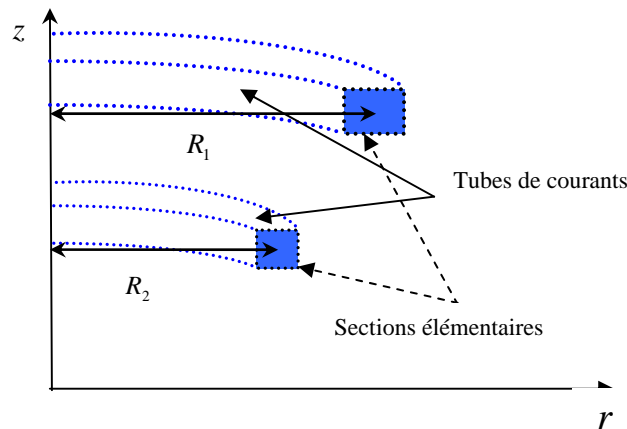 z
R₁
Tubes de courants
R₂
Sections élémentaires
r